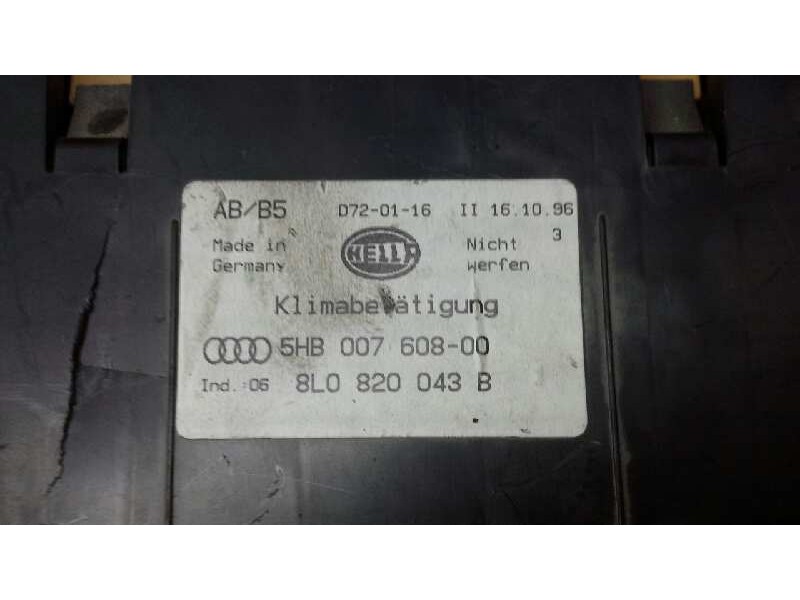 AB/B5 D72-01-16 II 16.10.96
3
Made in Germany
HELLA
Nicht werfen
Klimabetätigung
5HB 007 608-00
Ind.:06 8L0 820 043 B